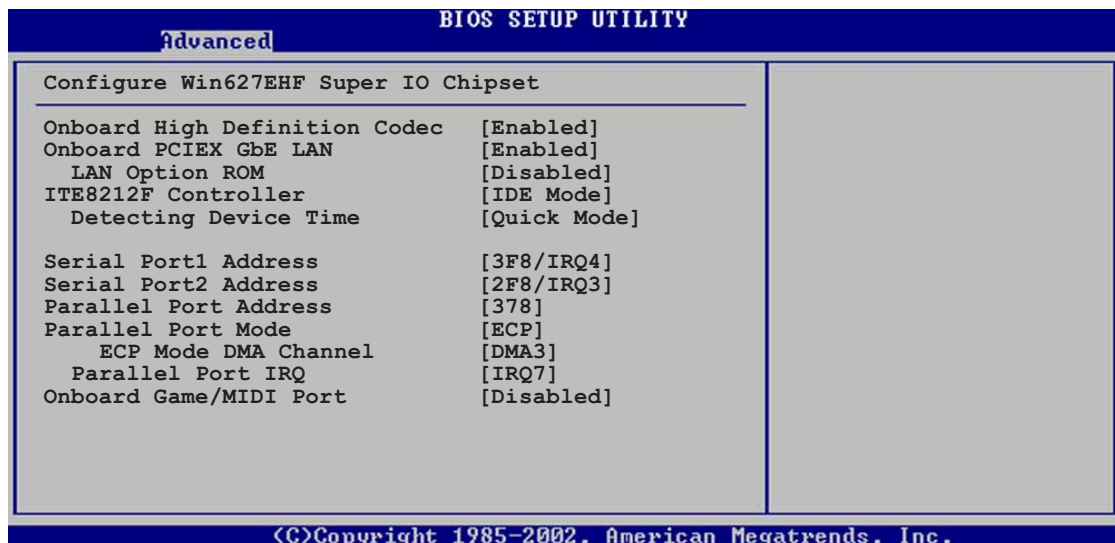 BIOS SETUP UTILITY
Advanced
Configure Win627EHF Super IO Chipset
Onboard High Definition Codec [Enabled]
Onboard PCIEX GbE LAN [Enabled]
LAN Option ROM [Disabled]
ITE8212F Controller [IDE Mode]
Detecting Device Time [Quick Mode]
Serial Port1 Address [3F8/IRQ4]
Serial Port2 Address [2F8/IRQ3]
Parallel Port Address [378]
Parallel Port Mode [ECP]
ECP Mode DMA Channel [DMA3]
Parallel Port IRQ [IRQ7]
Onboard Game/MIDI Port [Disabled]
(C)Copyright 1985-2002, American Megatrends, Inc.